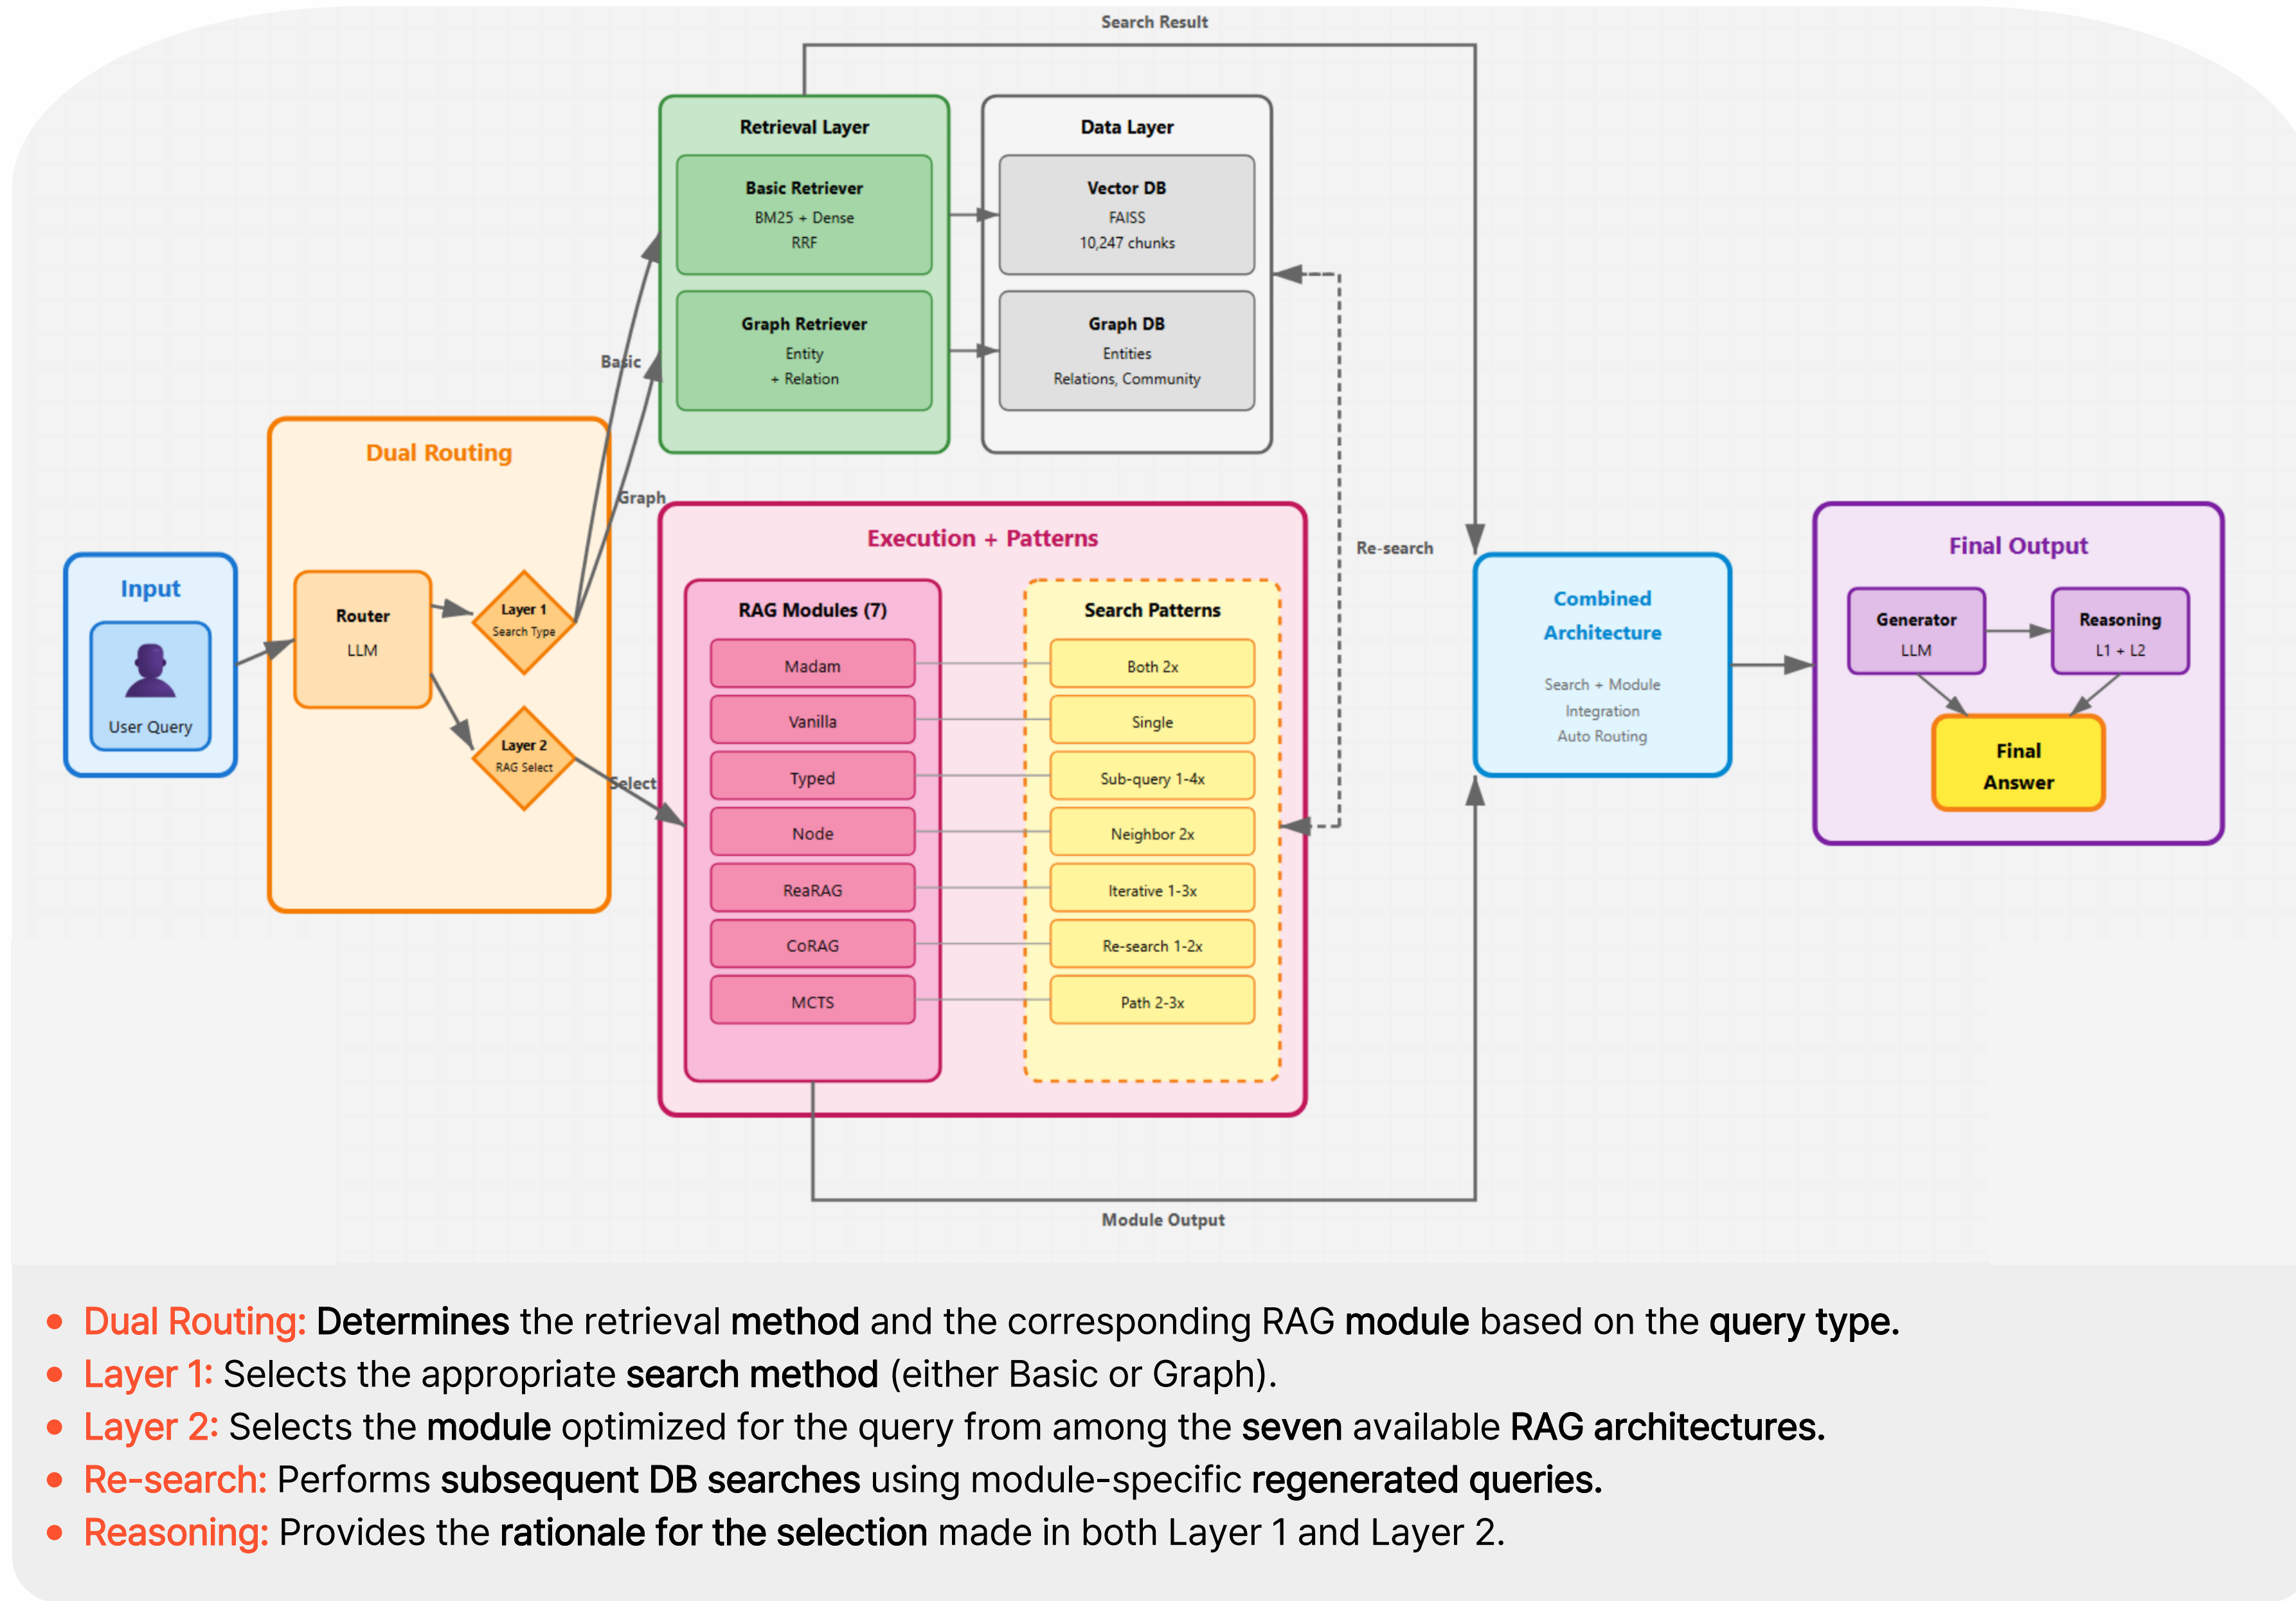 Search Result
Retrieval Layer
Basic Retriever
BM25 + Dense
RRF
Graph Retriever
Entity
+ Relation
Data Layer
Vector DB
FAISS
10,247 chunks
Graph DB
Entities
Relations, Community
Basic
Graph
Dual Routing
Router
LLM
Layer 1
Search Type
Layer 2
RAG Select
Select
Input
User Query
Execution + Patterns
RAG Modules (7)
Madam
Vanilla
Typed
Node
ReaRAG
CoRAG
MCTS
Search Patterns
Both 2x
Single
Sub-query 1-4x
Neighbor 2x
Iterative 1-3x
Re-search 1-2x
Path 2-3x
Re-search
Combined
Architecture
Search + Module
Integration
Auto Routing
Final Output
Generator
LLM
Reasoning
L1 + L2
Final
Answer
Module Output
• Dual Routing: Determines the retrieval method and the corresponding RAG module based on the query type.
• Layer 1: Selects the appropriate search method (either Basic or Graph).
• Layer 2: Selects the module optimized for the query from among the seven available RAG architectures.
• Re-search: Performs subsequent DB searches using module-specific regenerated queries.
• Reasoning: Provides the rationale for the selection made in both Layer 1 and Layer 2.